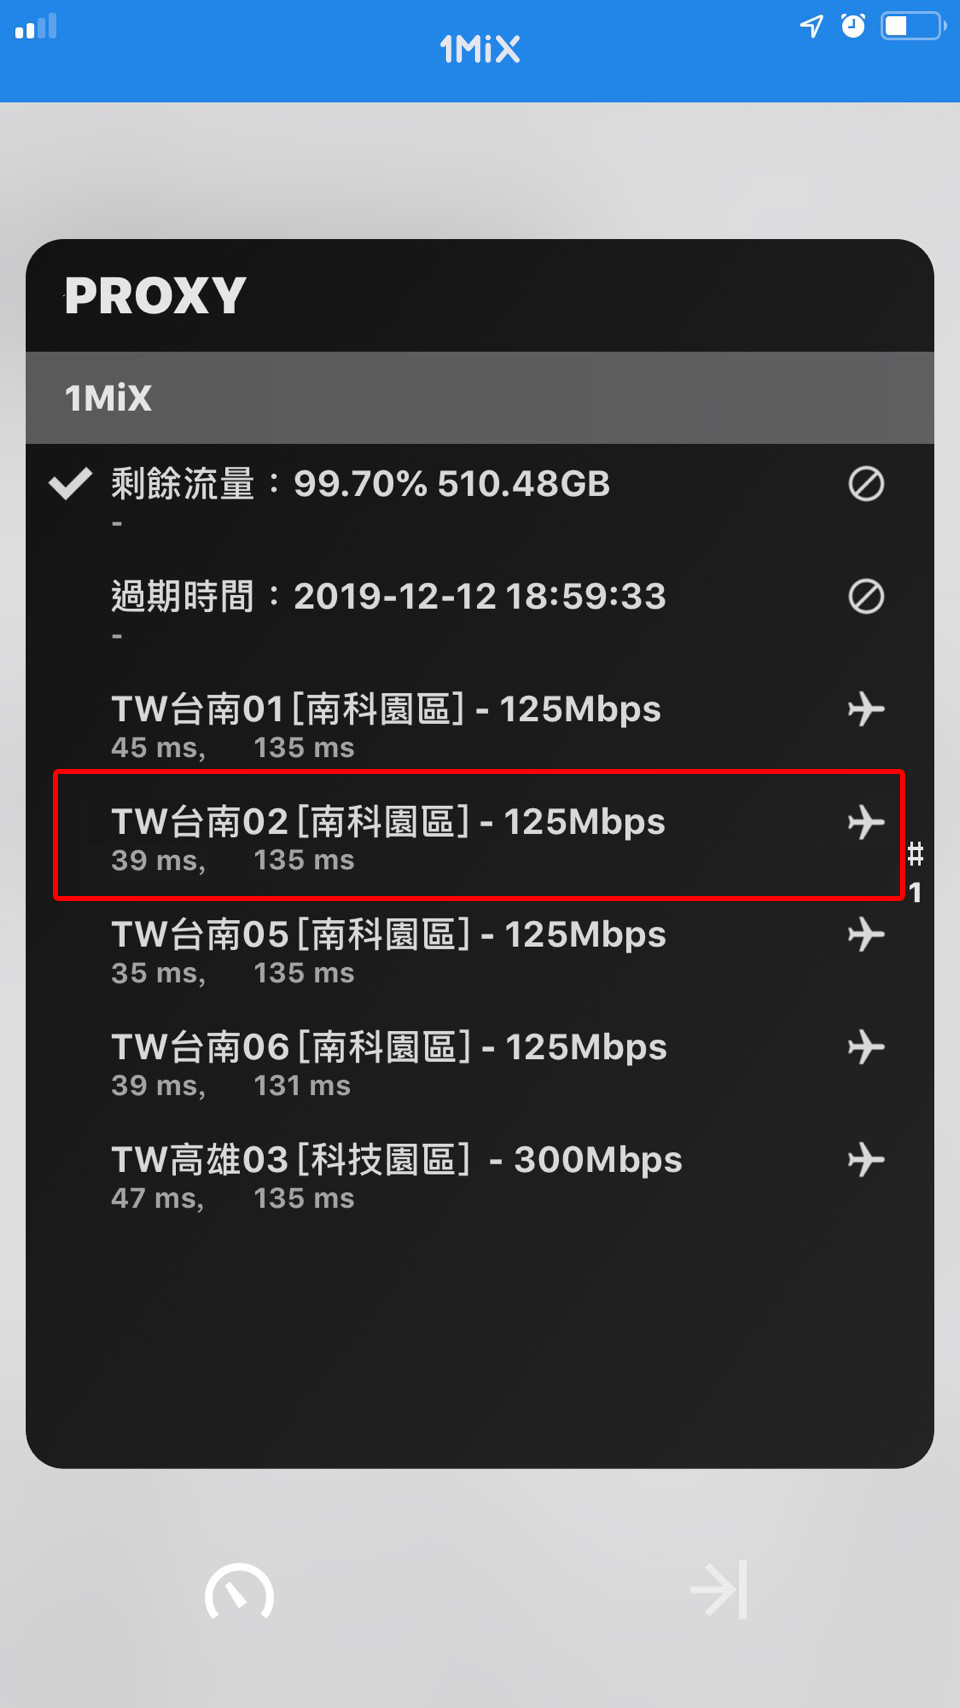 1MiX
PROXY
1MiX
剩餘流量：99.70% 510.48GB
-
過期時間：2019-12-12 18:59:33
-
TW台南01[南科園區] - 125Mbps
45 ms, 135 ms
TW台南02[南科園區] - 125Mbps
39 ms, 135 ms
TW台南05[南科園區] - 125Mbps
35 ms, 135 ms
TW台南06[南科園區] - 125Mbps
39 ms, 131 ms
TW高雄03[科技園區] - 300Mbps
47 ms, 135 ms
#
1